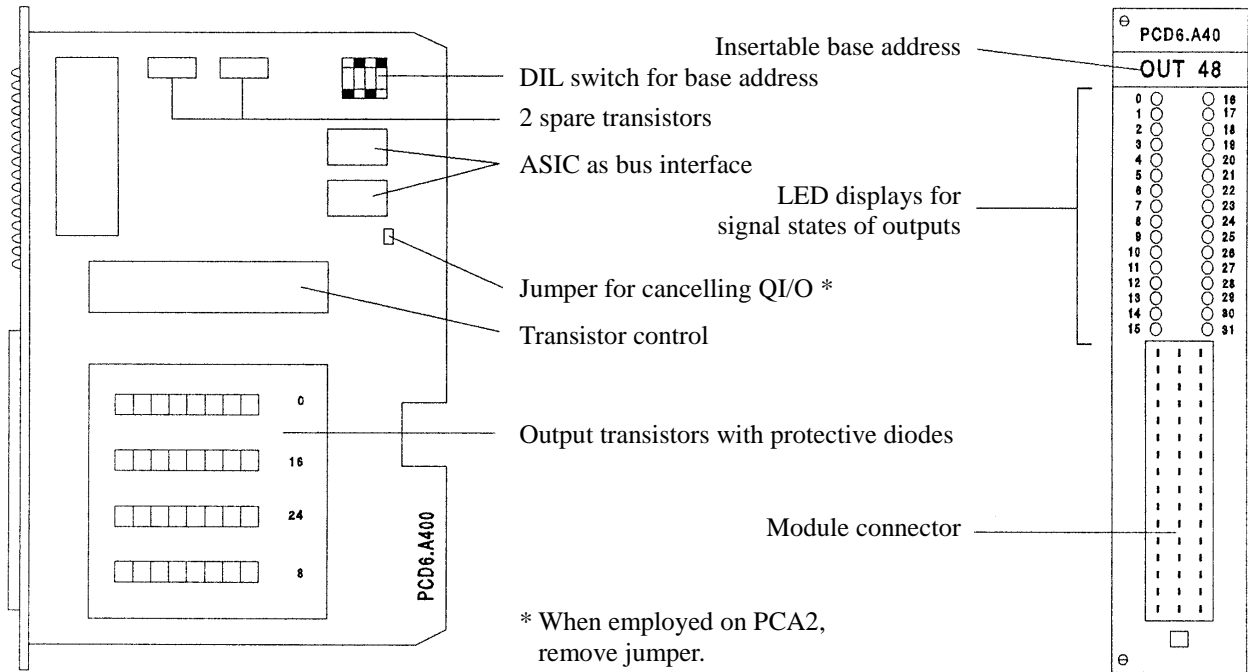 DIL switch for base address
2 spare transistors
ASIC as bus interface
Jumper for cancelling QI/O *
Transistor control
0
Output transistors with protective diodes
16
24
8
PCD6.A400
* When employed on PCA2,
remove jumper.
Insertable base address
LED displays for
signal states of outputs
Module connector
PCD6.A40
OUT 48
0 16
1 17
2 18
3 19
4 20
5 21
6 22
7 23
8 24
9 25
10 26
11 27
12 28
13 29
14 30
15 31